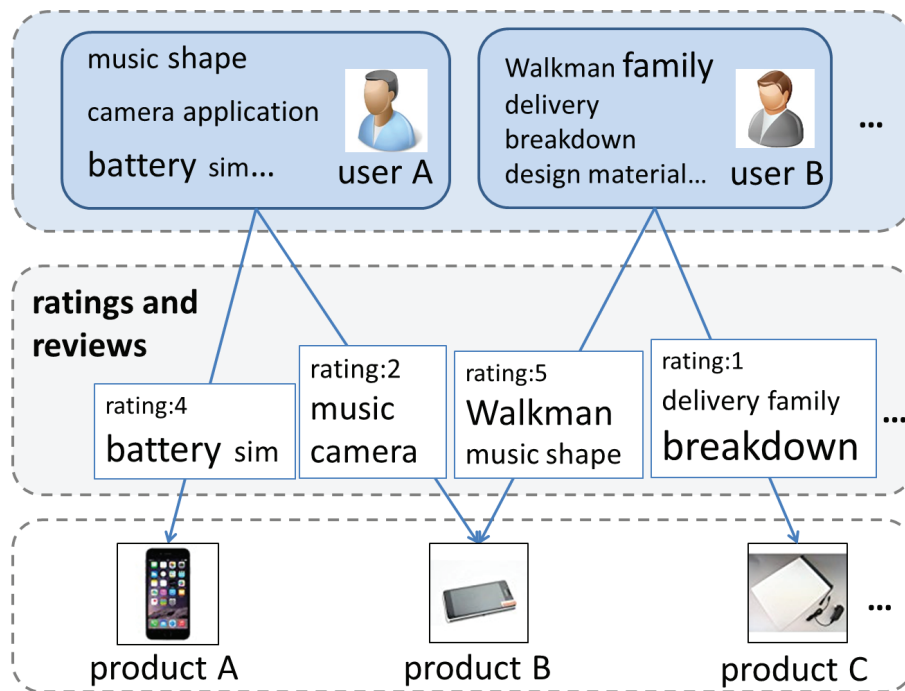 music shape
camera application
battery sim...
user A
Walkman family
delivery
breakdown
design material...
user B
...
ratings and
reviews
rating:4
battery sim
rating:2
music
camera
rating:5
Walkman
music shape
rating:1
delivery family
breakdown
...
product A
product B
product C
...